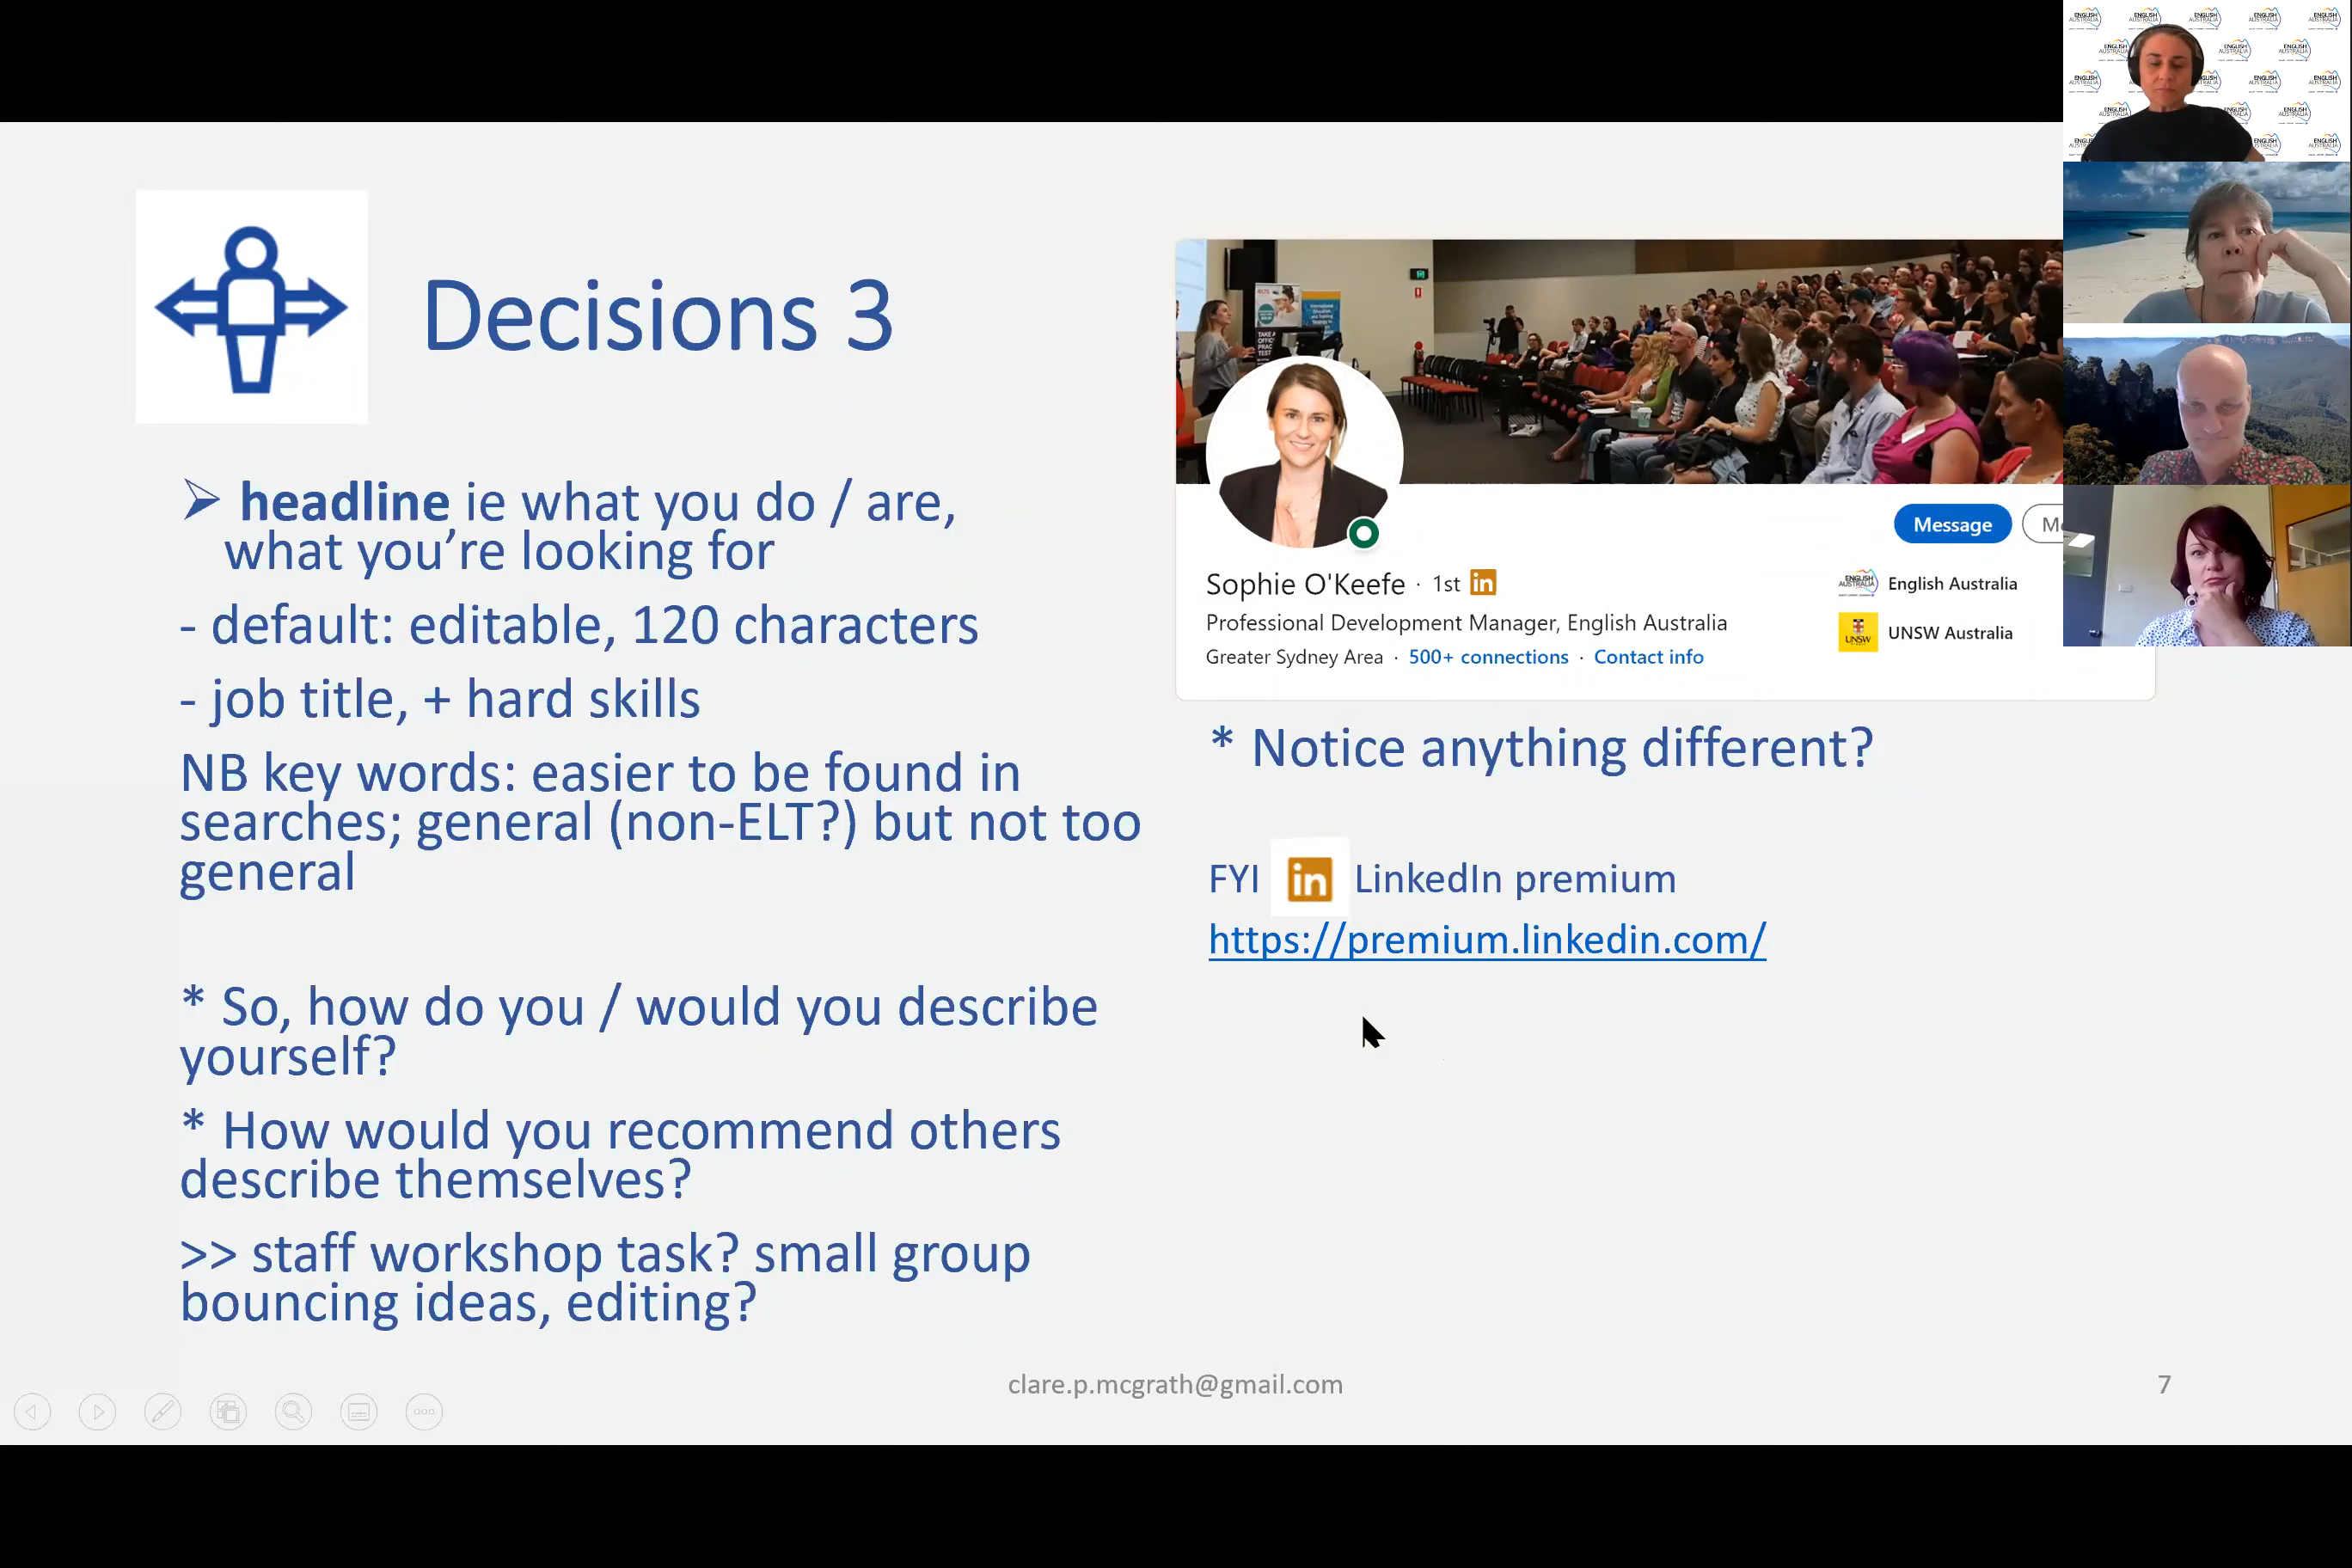 Decisions 3
➢ headline ie what you do / are,
what you're looking for
- default: editable, 120 characters
- job title, + hard skills
NB key words: easier to be found in
searches; general (non-ELT?) but not too
general
* So, how do you / would you describe
yourself?
* How would you recommend others
describe themselves?
>> staff workshop task? small group
bouncing ideas, editing?
Message
Sophie O'Keefe · 1st in
Professional Development Manager, English Australia
Greater Sydney Area · 500+ connections · Contact info
ENGLISH AUSTRALIA English Australia
UNSW UNSW Australia
* Notice anything different?
FYI in LinkedIn premium
https://premium.linkedin.com/
clare.p.mcgrath@gmail.com
7